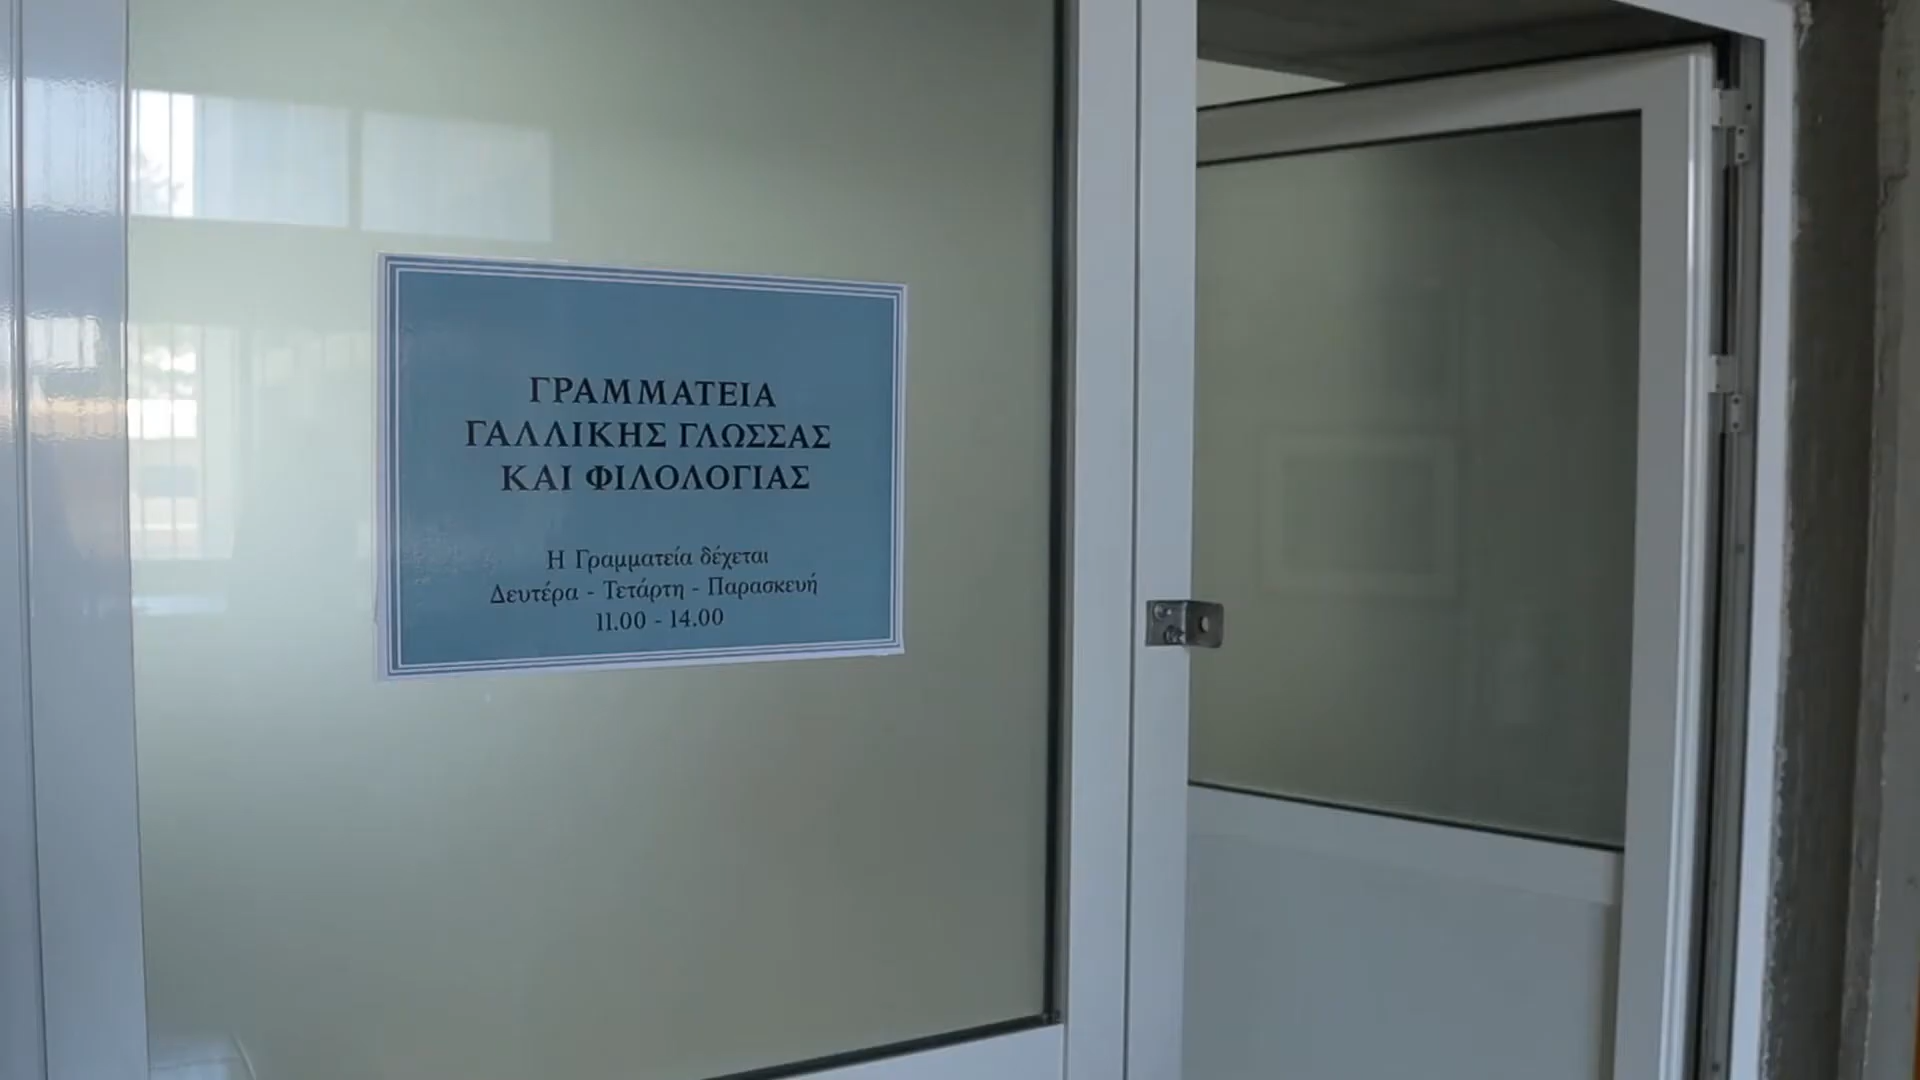 ΓΡΑΜΜΑΤΕΙΑ
ΓΑΛΛΙΚΗΣ ΓΛΩΣΣΑΣ
ΚΑΙ ΦΙΛΟΛΟΓΙΑΣ
Η Γραμματεία δέχεται
Δευτέρα - Τετάρτη - Παρασκευή
11.00 - 14.00